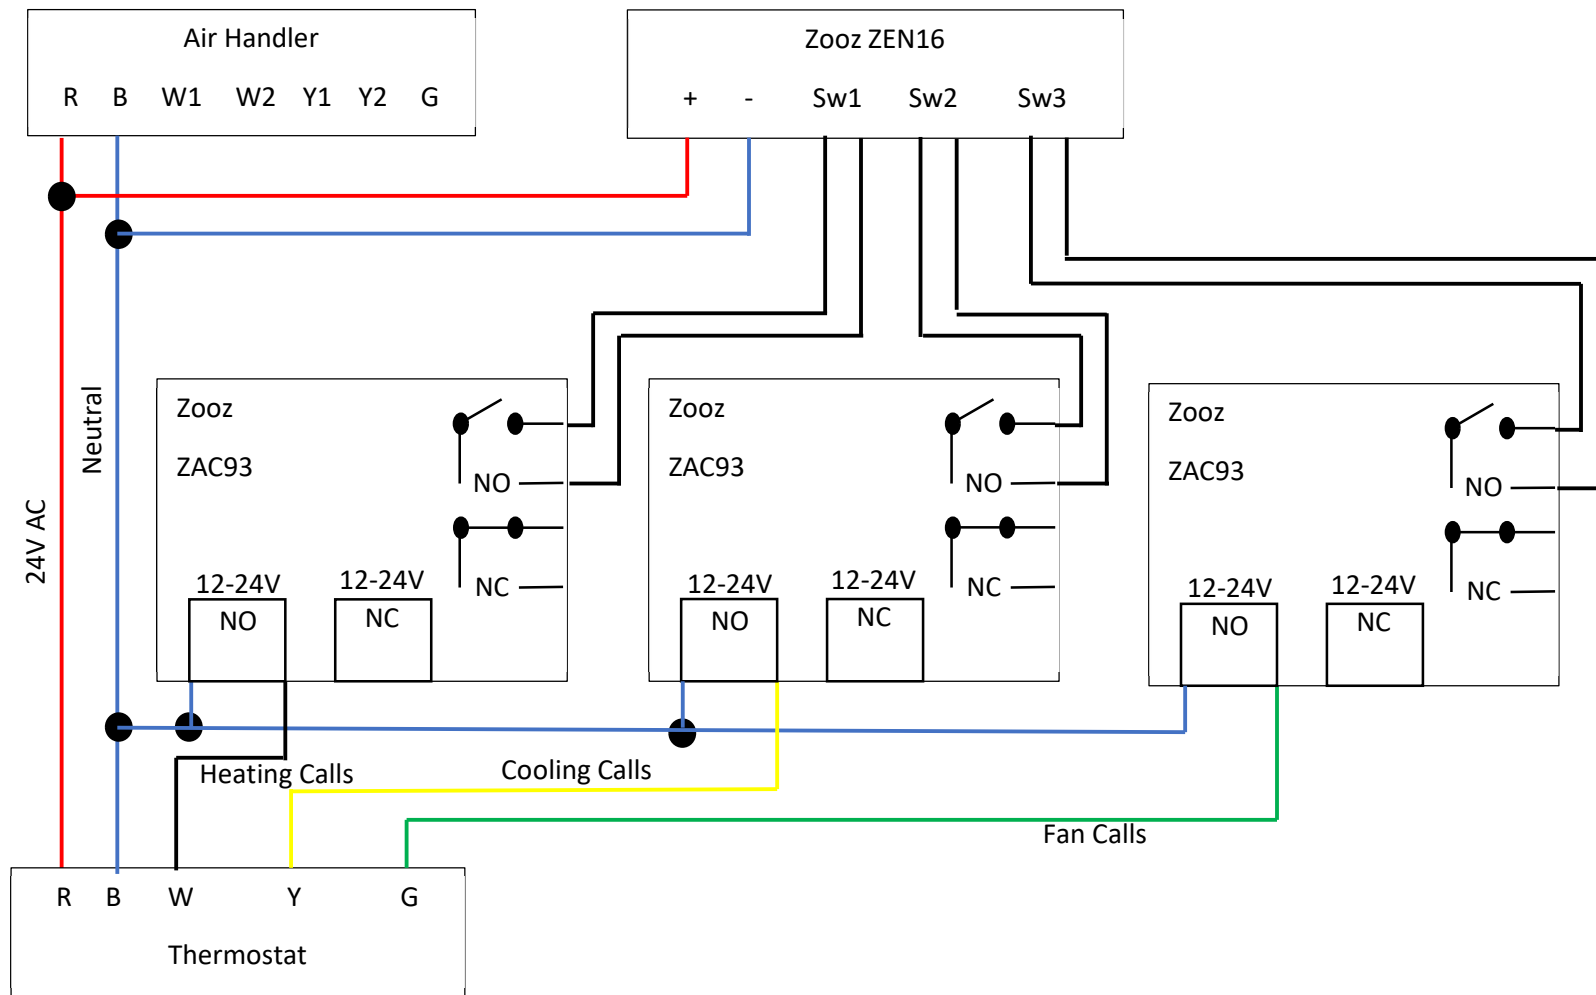 Air Handler
R B W1 W2 Y1 Y2 G
Zooz ZEN16
+ - Sw1 Sw2 Sw3
24V AC
Neutral
Zooz
ZAC93
NO
NC
12-24V
NO
12-24V
NC
Zooz
ZAC93
NO
NC
12-24V
NO
12-24V
NC
Zooz
ZAC93
NO
NC
12-24V
NO
12-24V
NC
Heating Calls
Cooling Calls
Fan Calls
R B W Y G
Thermostat